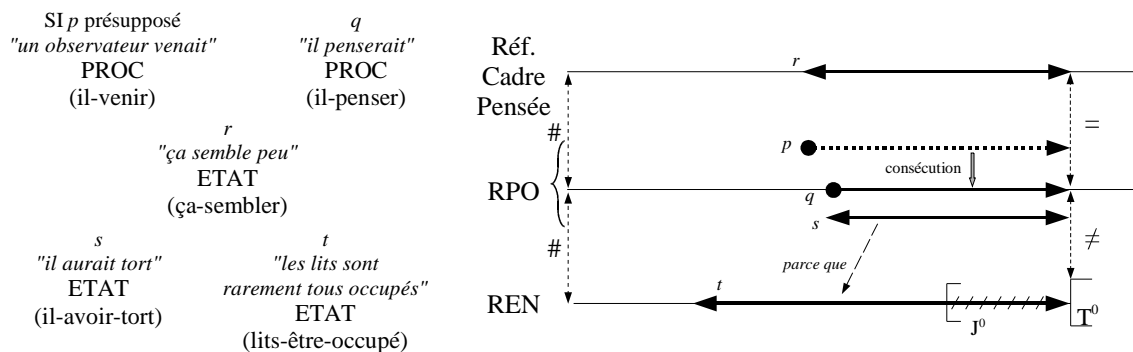 SI p présupposé
"un observateur venait"
PROC
(il-venir)
q
"il penserait"
PROC
(il-penser)
r
"ça semble peu"
ETAT
(ça-sembler)
s
"il aurait tort"
ETAT
(il-avoir-tort)
t
"les lits sont
rarement tous occupés"
ETAT
(lits-être-occupé)
Réf.
Cadre
Pensée
r
#
=
p
consécution
RPO
q
s
#
≠
parce que
REN
t
J⁰
T⁰